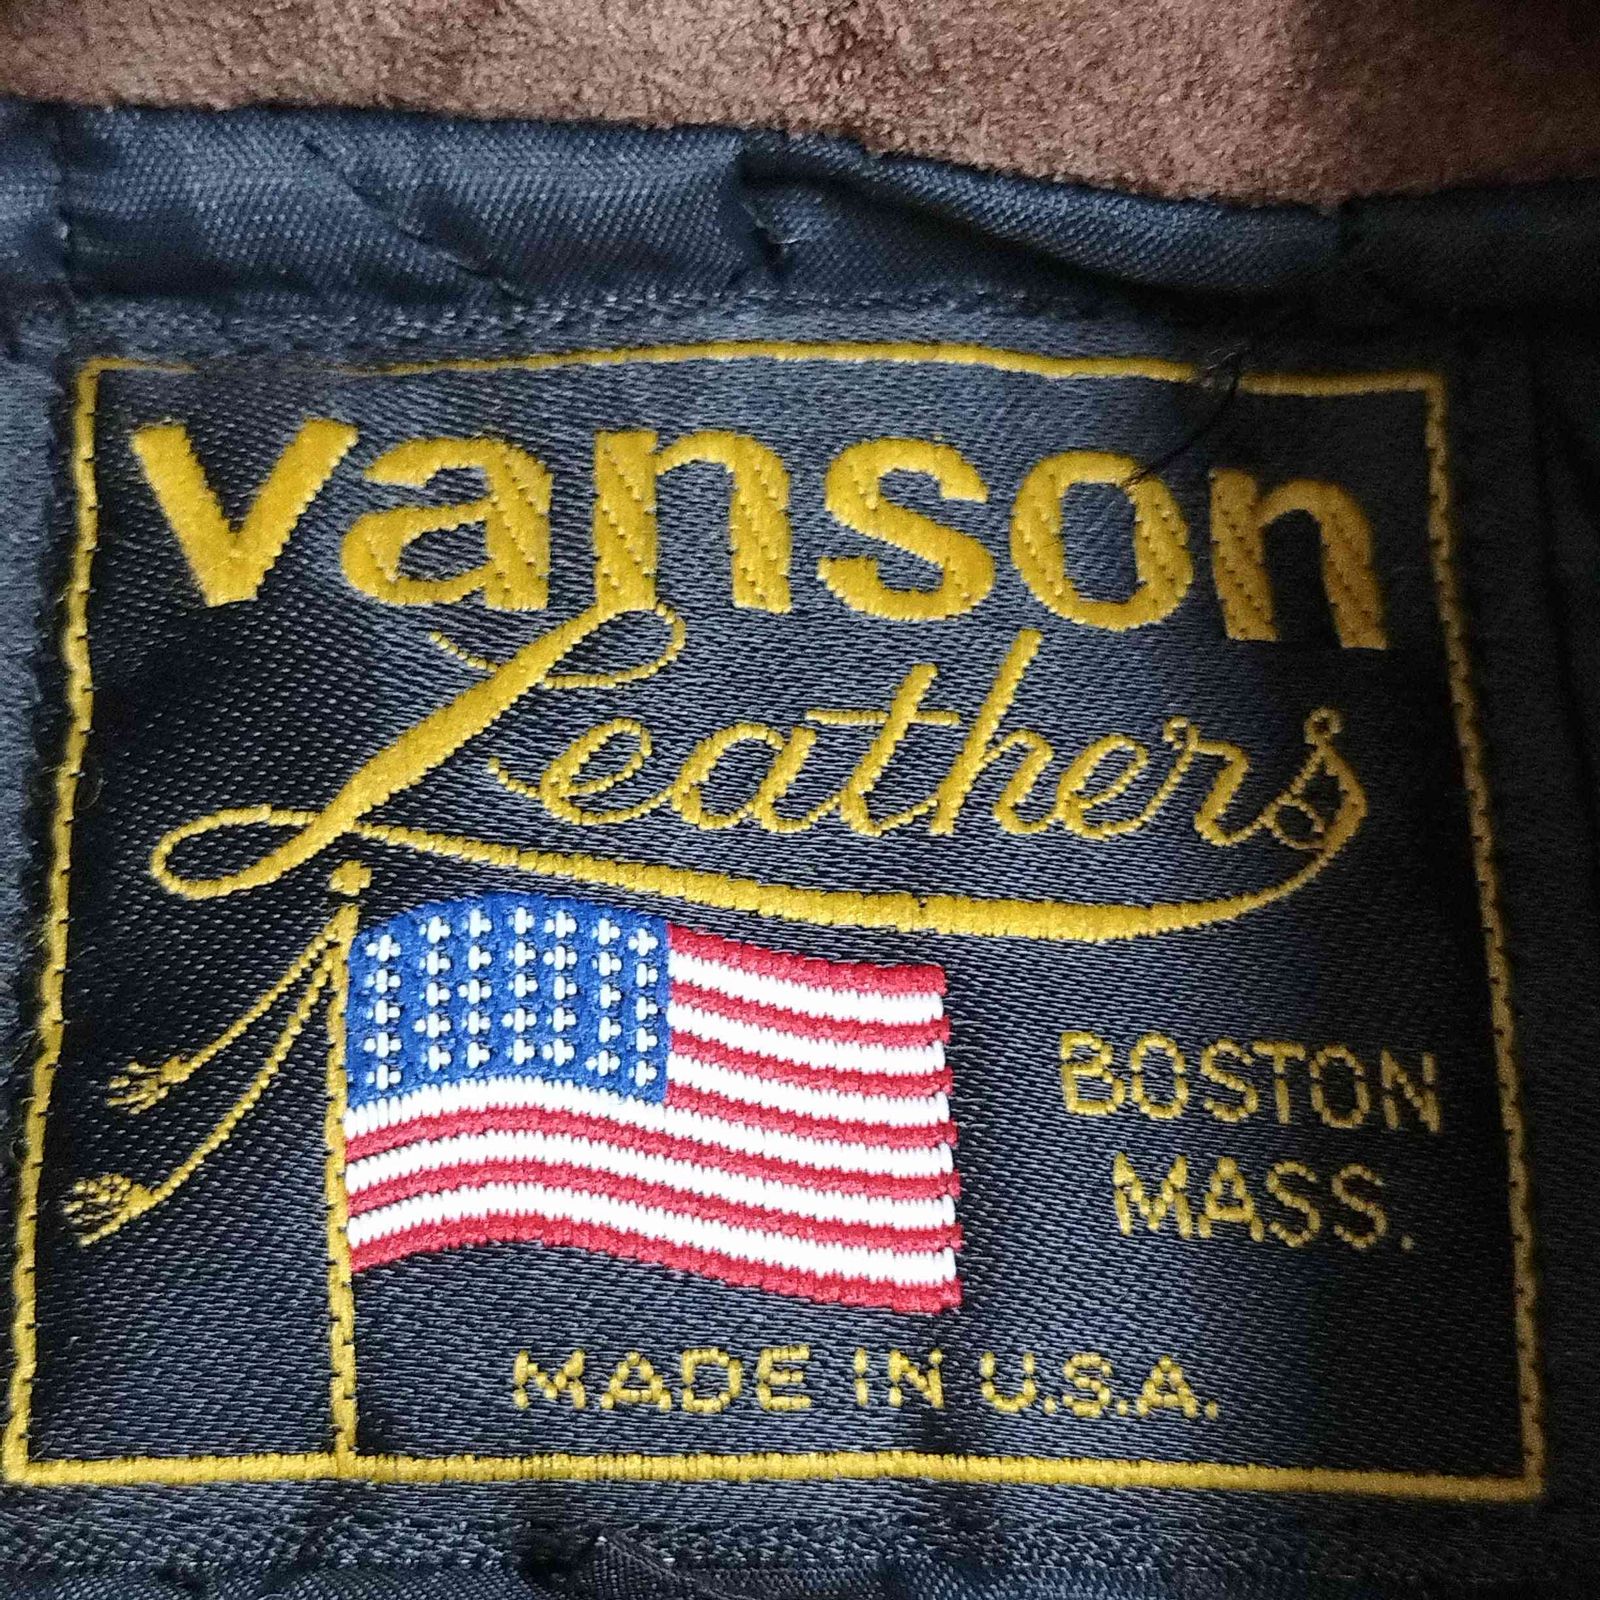 vanson
Leathers
BOSTON
MASS.
MADE IN U.S.A.